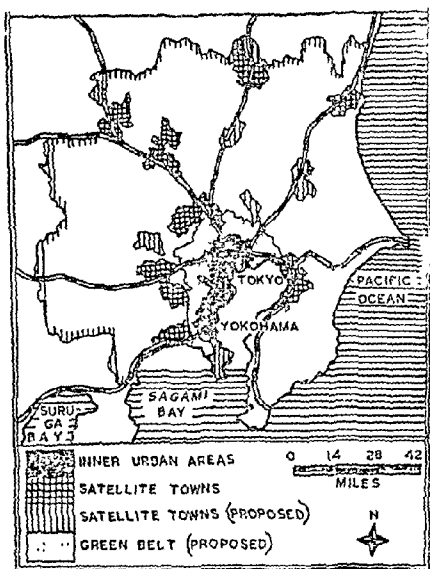 TOKYO
PACIFIC
OCEAN
YOKOHAMA
SAGAMI
BAY
SURU
GA
BAY
INNER URBAN AREAS
SATELLITE TOWNS
SATELLITE TOWNS (PROPOSED)
GREEN BELT (PROPOSED)
0 14 28 42
MILES
N